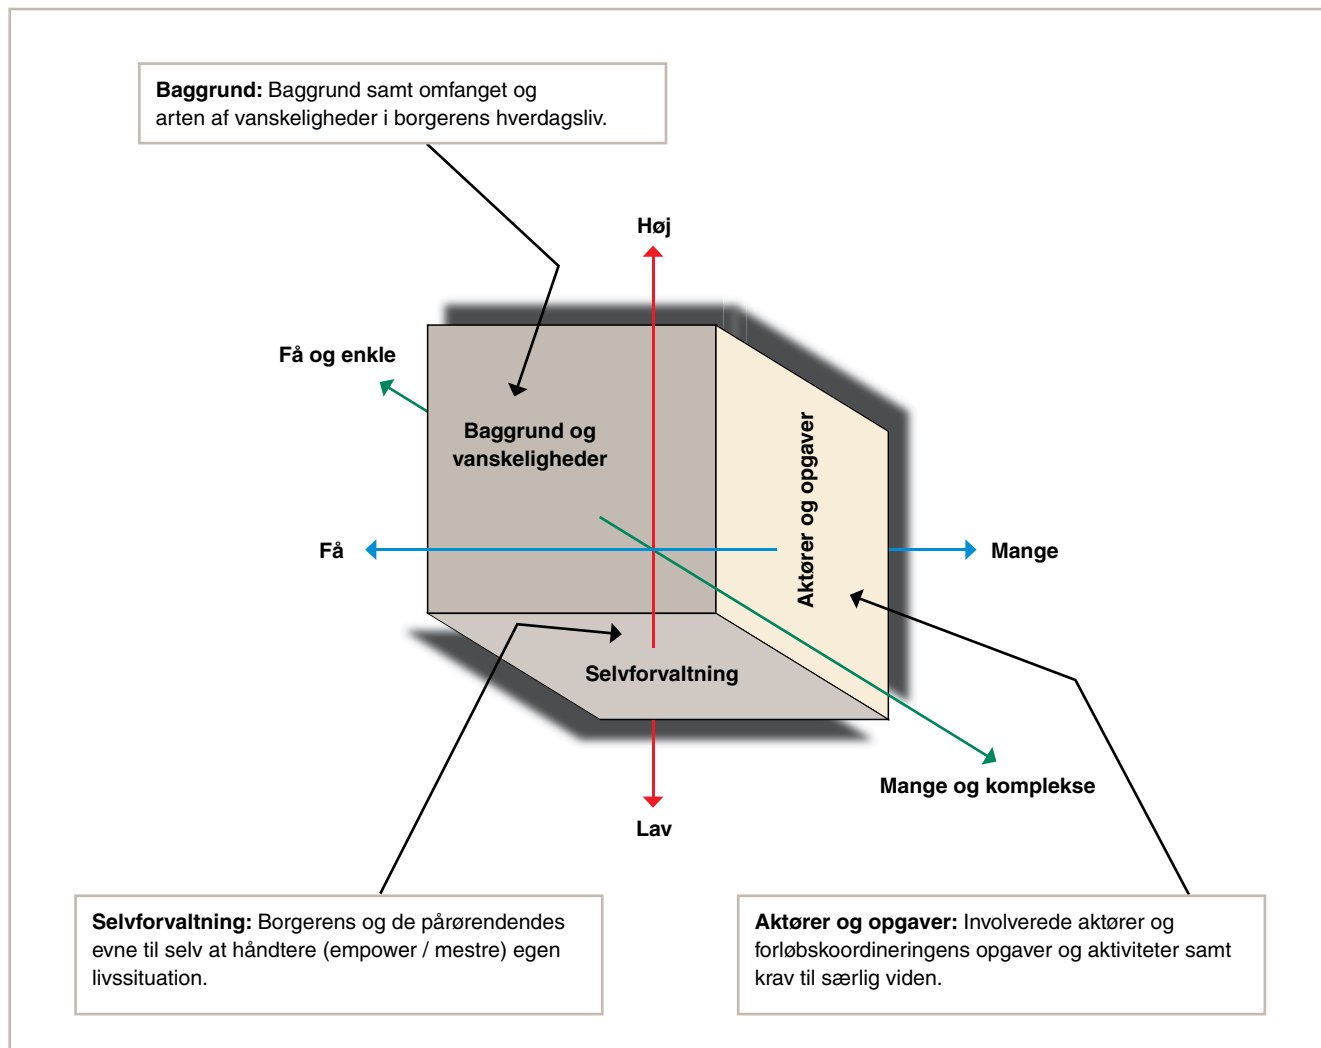 Baggrund: Baggrund samt omfanget og
arten af vanskeligheder i borgerens hverdagsliv.
Høj
Få og enkle
Baggrund og
vanskeligheder
Aktører og opgaver
Få
Mange
Selvforvaltning
Mange og komplekse
Lav
Selvforvaltning: Borgerens og de pårørendendes
evne til selv at håndtere (empower / mestre) egen
livssituation.
Aktører og opgaver: Involverede aktører og
forløbskoordineringens opgaver og aktiviteter samt
krav til særlig viden.